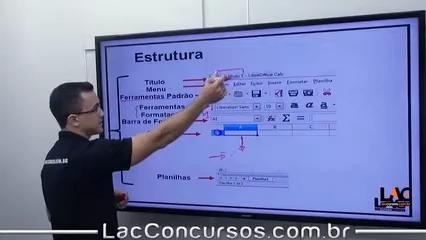 Estrutura
Título
Menu
Ferramentas Padrão
Ferramentas
Formatação
Barra de
Planilhas
LibreOffice Calc
Editar Exibir Inserir Formatar Planilha
Liberation Sans
10
A1
A
B
C
Planilha1
LAC
LacConcursos.com.br